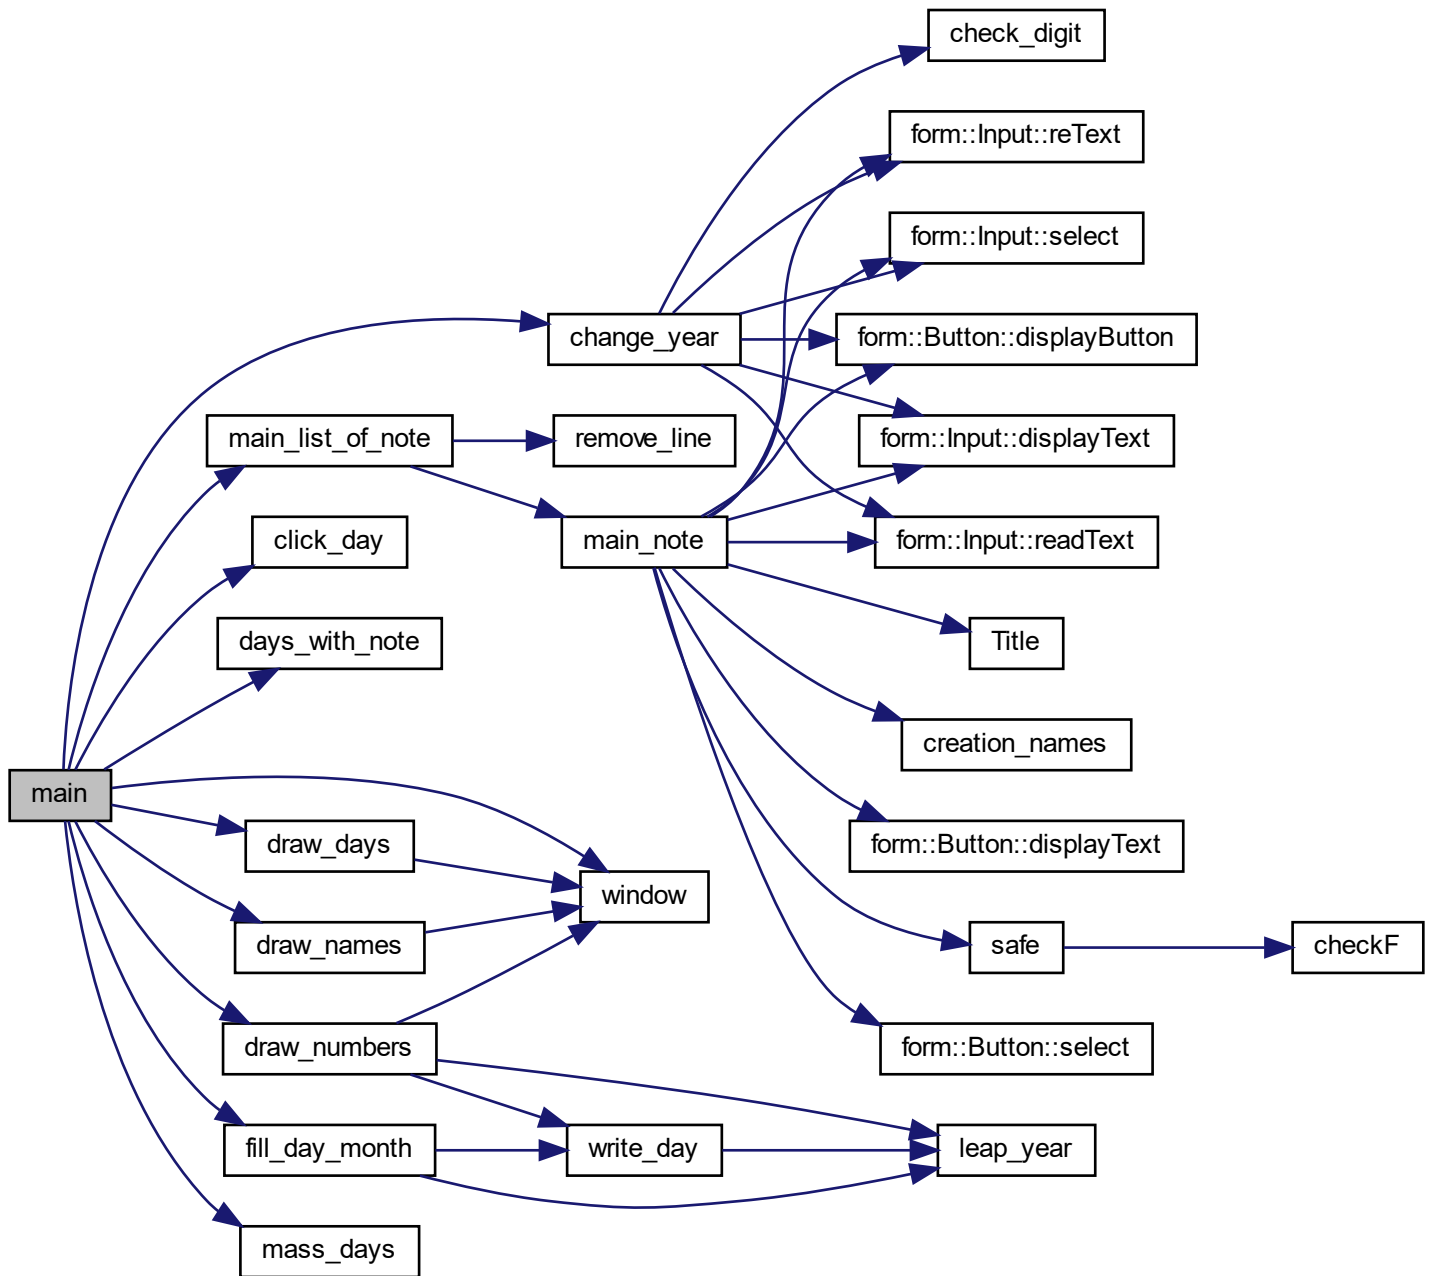 check_digit
form::Input::reText
form::Input::select
change_year
form::Button::displayButton
main_list_of_note
remove_line
form::Input::displayText
click_day
main_note
form::Input::readText
days_with_note
Title
creation_names
main
draw_days
form::Button::displayText
window
draw_names
safe
checkF
draw_numbers
form::Button::select
fill_day_month
write_day
leap_year
mass_days